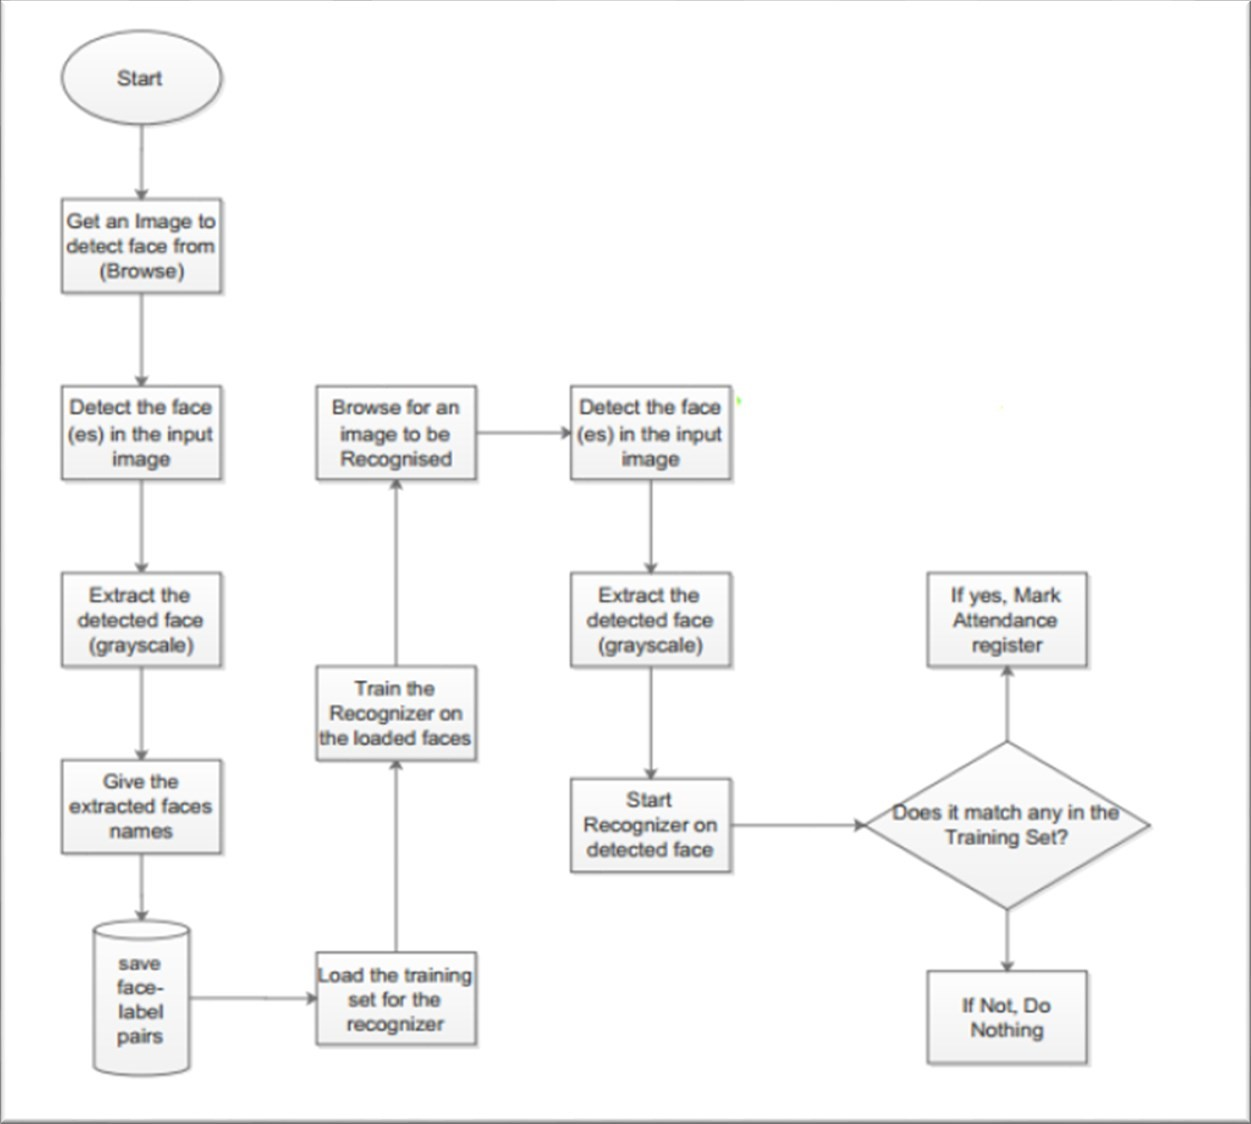 Start
Get an Image to
detect face from
(Browse)
Detect the face
(es) in the input
image
Extract the
detected face
(grayscale)
Give the
extracted faces
names
save
face-
label
pairs
Load the training
set for the
recognizer
Train the
Recognizer on
the loaded faces
Browse for an
image to be
Recognised
Detect the face
(es) in the input
image
Extract the
detected face
(grayscale)
Start
Recognizer on
detected face
Does it match any in the
Training Set?
If yes, Mark
Attendance
register
If Not, Do
Nothing